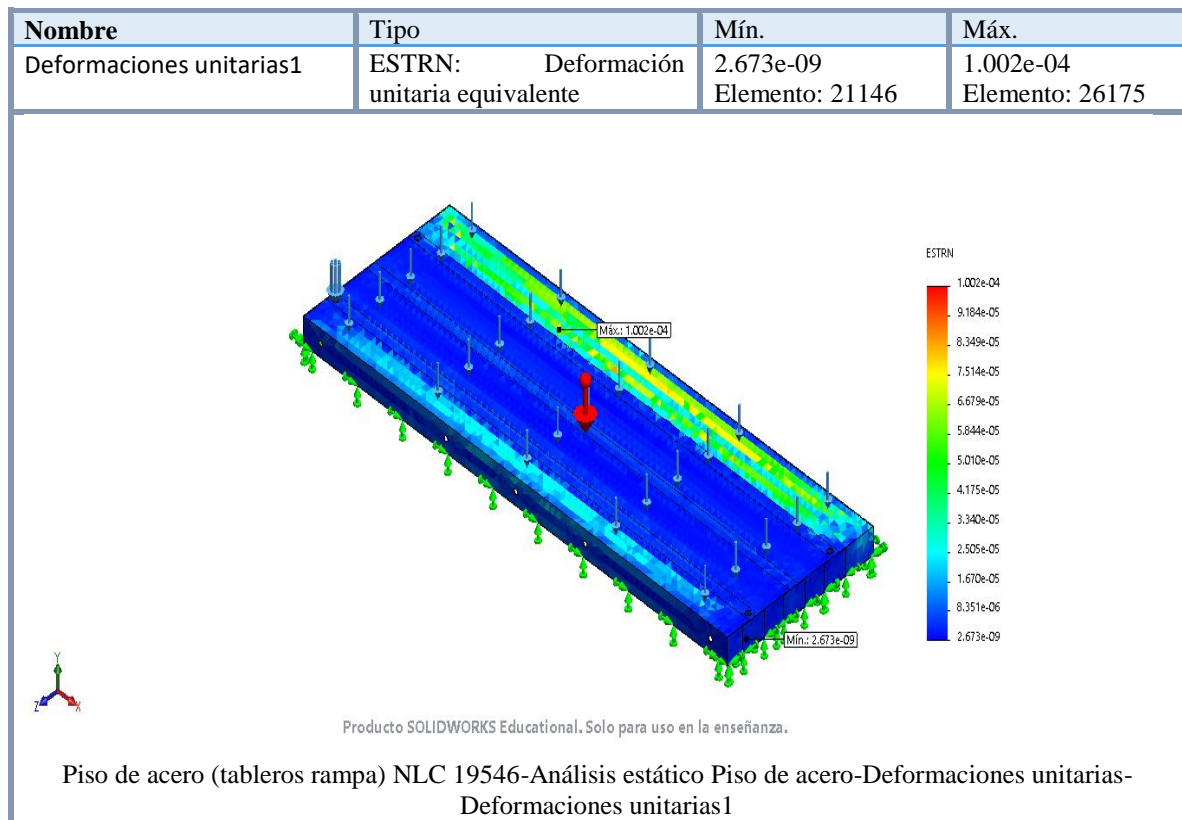 Nombre Tipo Mín. Máx.
Deformaciones unitarias1 ESTRN: Deformación 2.673e-09 1.002e-04
unitaria equivalente Elemento: 21146 Elemento: 26175
ESTRN
1.002e-04
9.184e-05
8.349e-05
7.514e-05
6.679e-05
5.844e-05
5.010e-05
4.175e-05
3.340e-05
2.505e-05
1.670e-05
8.351e-06
2.673e-09
Máx.: 1.002e-04
Mín.: 2.673e-09
Y
Z
X
Producto SOLIDWORKS Educational. Solo para uso en la enseñanza.
Piso de acero (tableros rampa) NLC 19546-Análisis estático Piso de acero-Deformaciones unitarias-
Deformaciones unitarias1